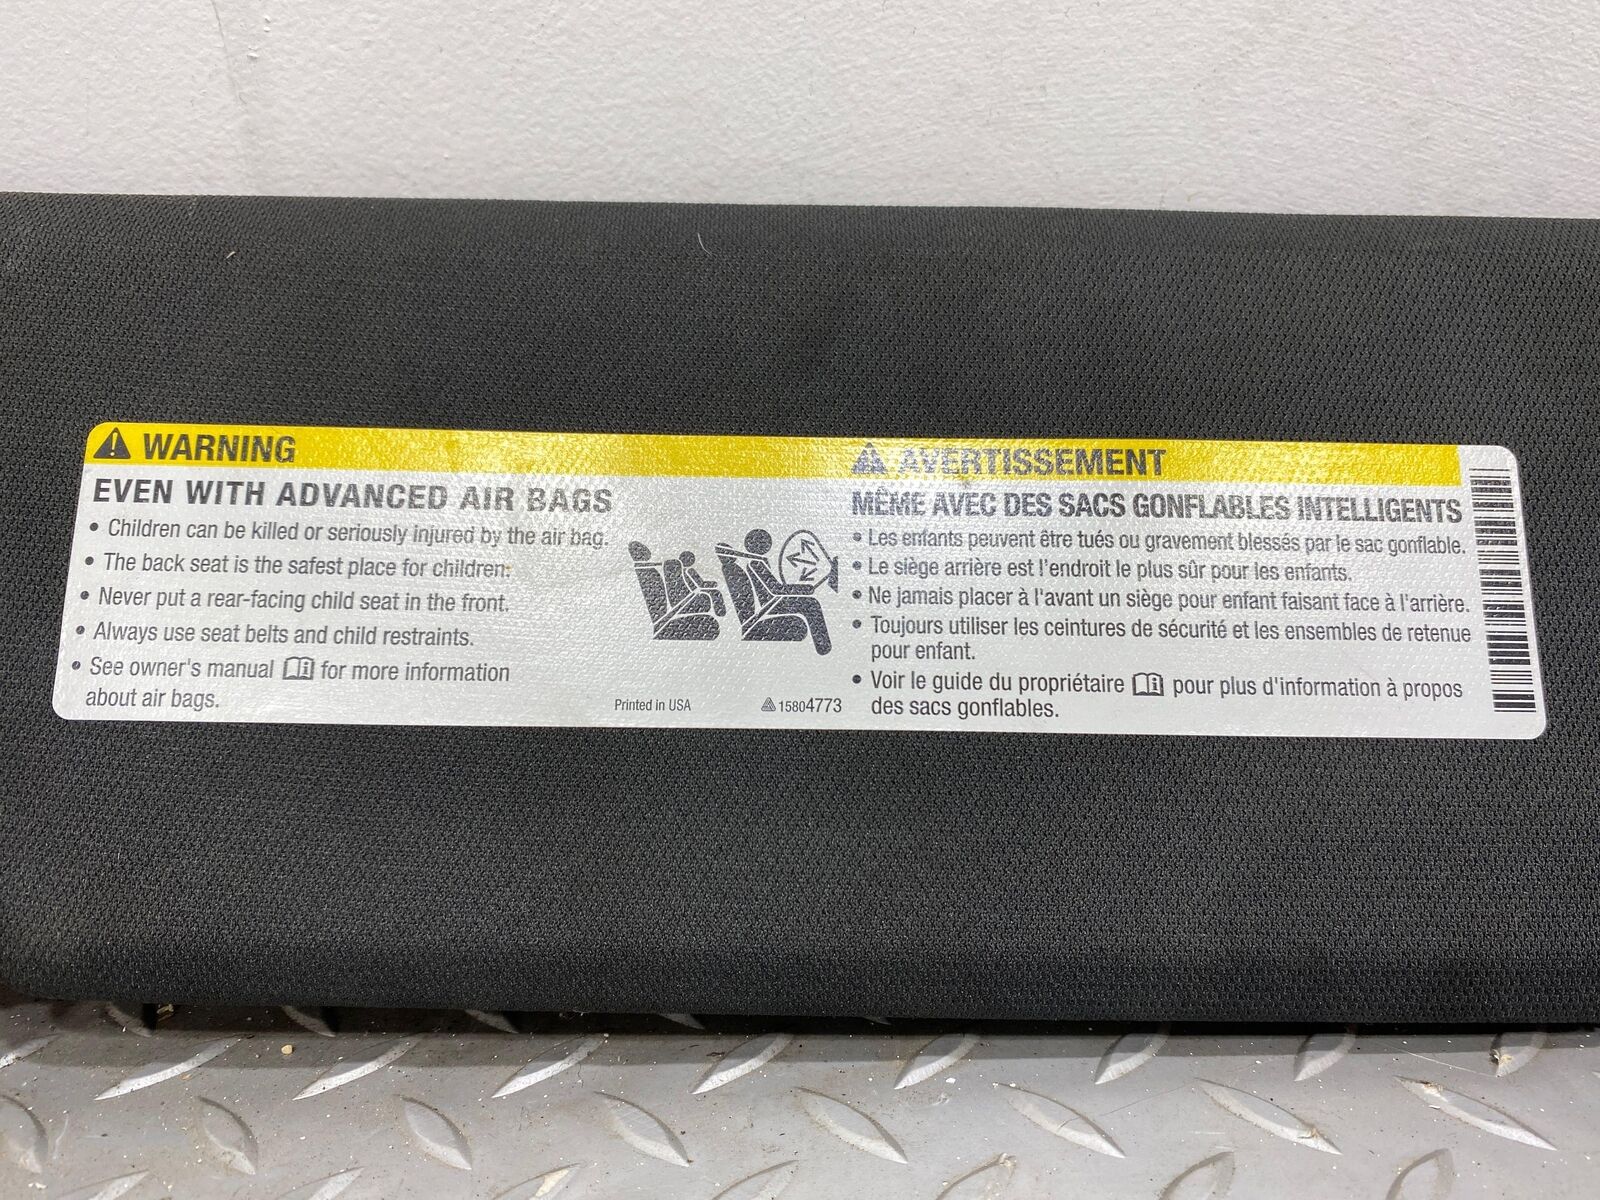 WARNING
EVEN WITH ADVANCED AIR BAGS
• Children can be killed or seriously injured by the air bag.
• The back seat is the safest place for children.
• Never put a rear-facing child seat in the front.
• Always use seat belts and child restraints.
• See owner's manual for more information
about air bags.
Printed in USA
15804773
AVERTISSEMENT
MÊME AVEC DES SACS GONFLABLES INTELLIGENTS
• Les enfants peuvent être tués ou gravement blessés par le sac gonflable.
• Le siège arrière est l'endroit le plus sûr pour les enfants.
• Ne jamais placer à l'avant un siège pour enfant faisant face à l'arrière.
• Toujours utiliser les ceintures de sécurité et les ensembles de retenue
pour enfant.
• Voir le guide du propriétaire pour plus d'information à propos
des sacs gonflables.